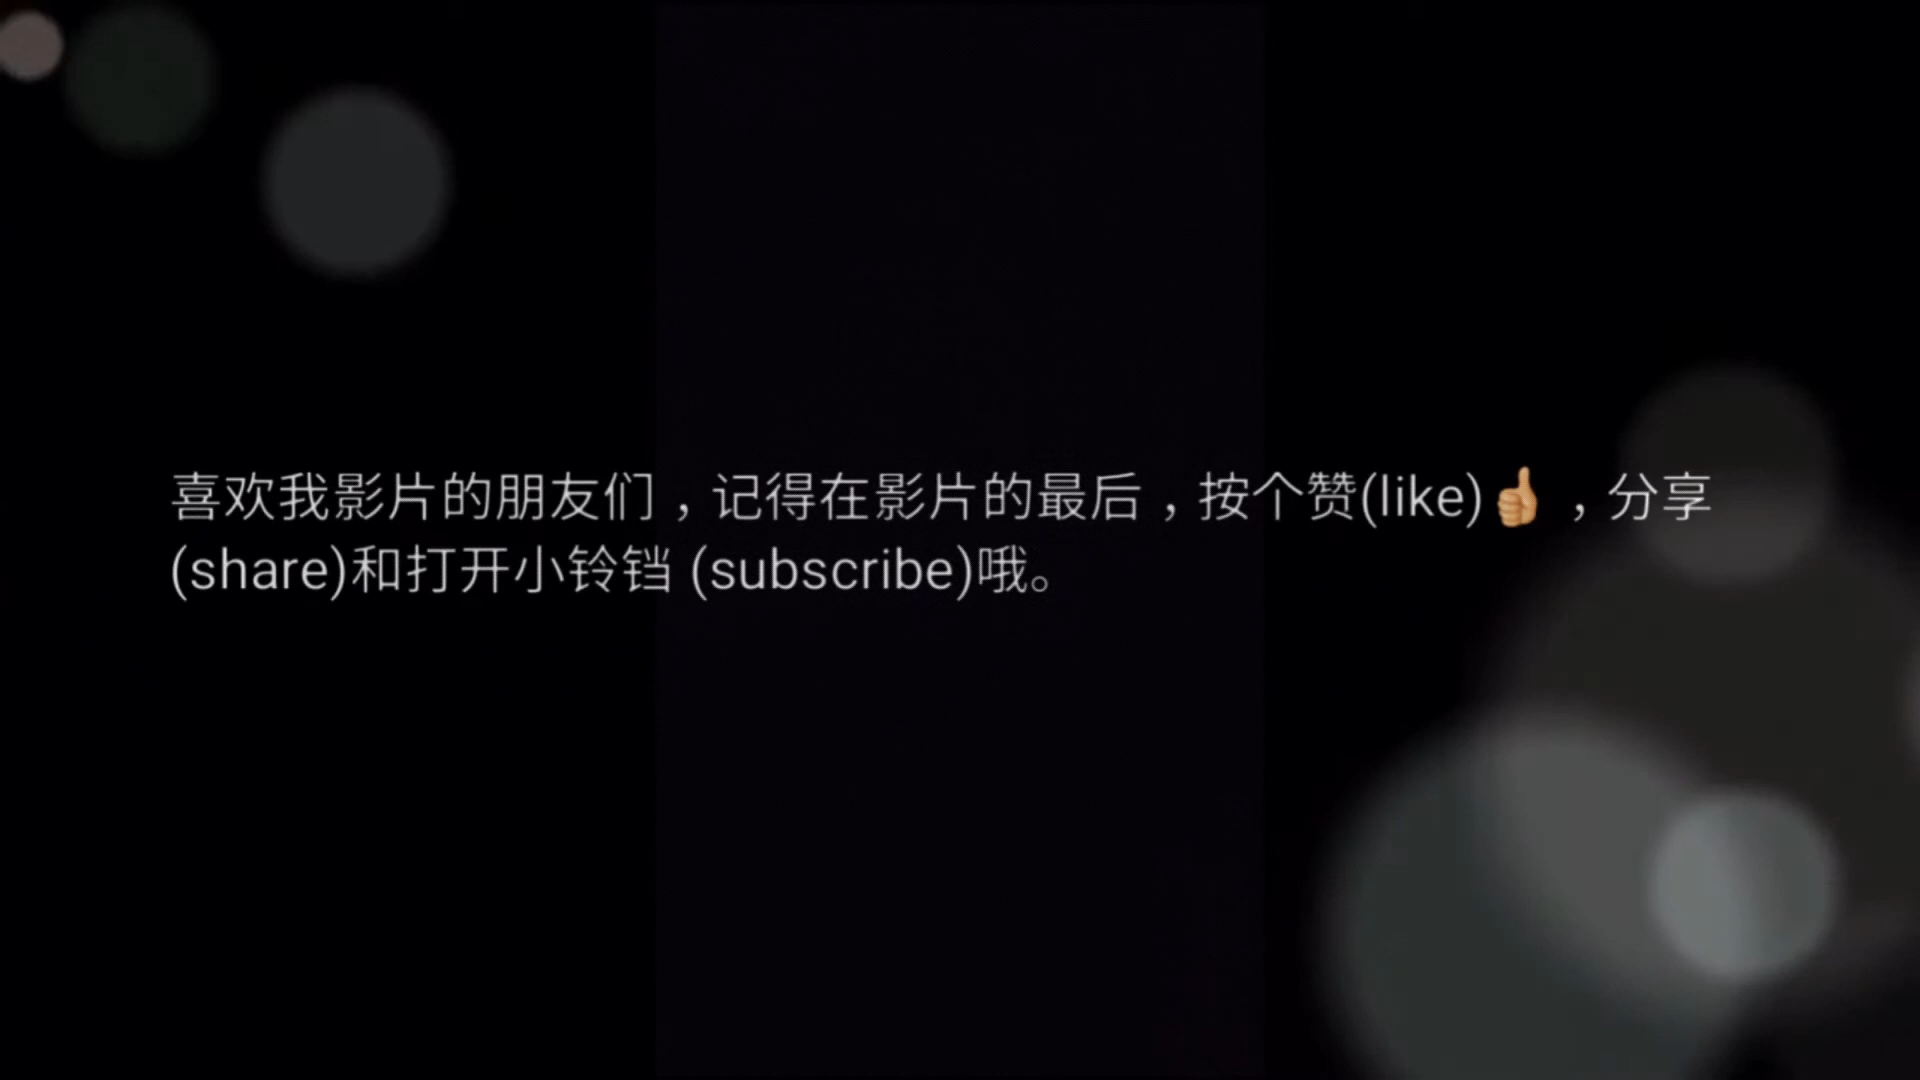 喜欢我影片的朋友们，记得在影片的最后，按个赞(like)👍🏼 ，分享
(share)和打开小铃铛 (subscribe)哦。